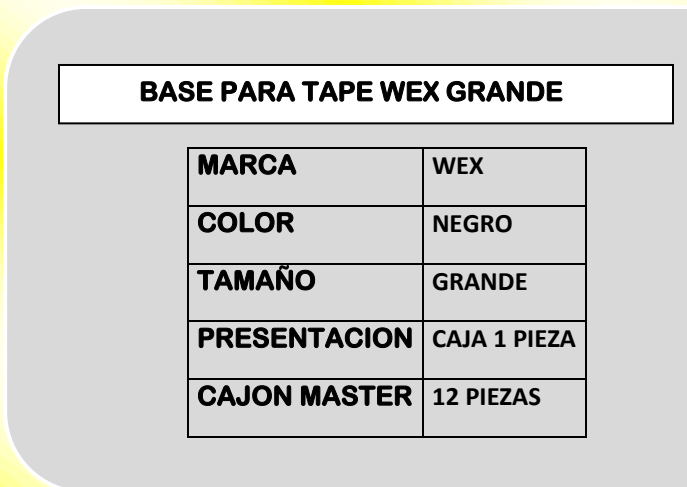 BASE PARA TAPE WEX GRANDE
MARCA WEX
COLOR NEGRO
TAMAÑO GRANDE
PRESENTACION CAJA 1 PIEZA
CAJON MASTER 12 PIEZAS